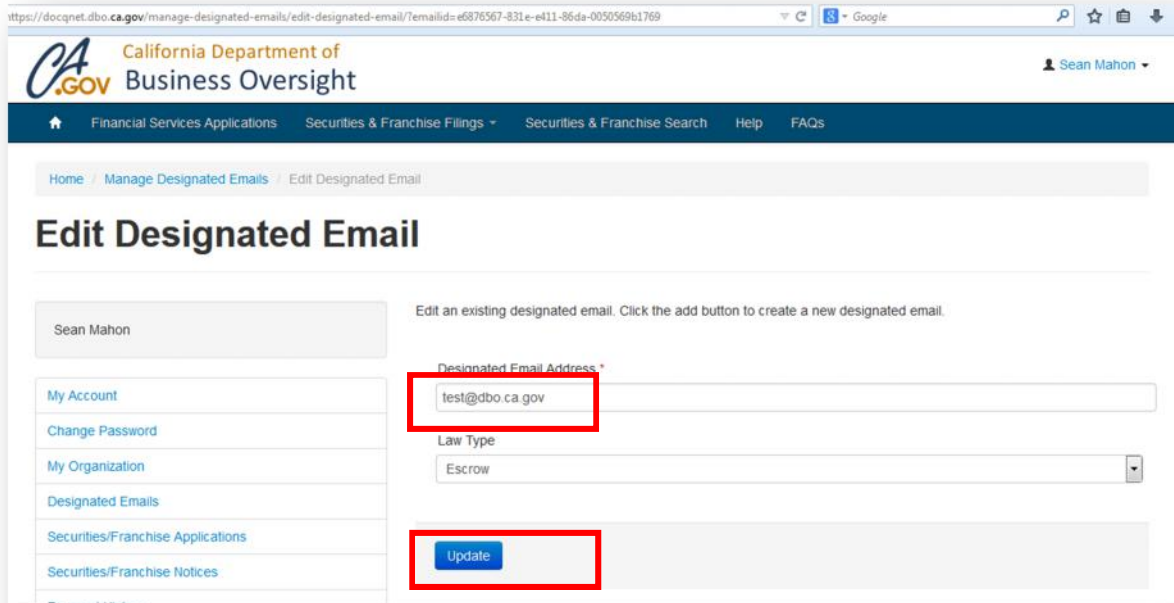 https://docqnet.dbo.ca.gov/manage-designated-emails/edit-designated-email/?emailid=e6876567-831e-e411-86da-0050569b1769
Google
CA.GOV
California Department of
Business Oversight
Sean Mahon
Financial Services Applications Securities & Franchise Filings Securities & Franchise Search Help FAQs
Home / Manage Designated Emails / Edit Designated Email
Edit Designated Email
Sean Mahon
My Account
Change Password
My Organization
Designated Emails
Securities/Franchise Applications
Securities/Franchise Notices
Edit an existing designated email. Click the add button to create a new designated email.
Designated Email Address *
test@dbo.ca.gov
Law Type
Escrow
Update